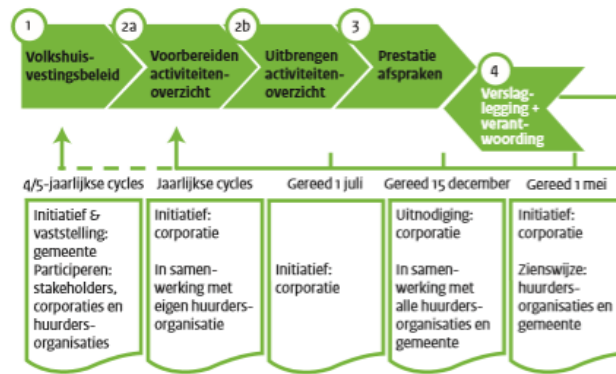 1
Volkshuis-
vestingsbeleid
2a
Voorbereiden
activiteiten-
overzicht
2b
Uitbrengen
activiteiten-
overzicht
3
Prestatie
afspraken
4
Verslag-
legging +
verant-
woording
4/5-jaarlijkse cycles
Jaarlijkse cycles
Gereed 1 juli
Gereed 15 december
Gereed 1 mei
Initiatief &
vaststelling:
gemeente
Participeren:
stakeholders,
corporaties en
huurders-
organisaties
Initiatief:
corporatie
In samen-
werking met
eigen huurders-
organisatie
Initiatief:
corporatie
Uitnodiging:
corporatie
In samen-
werking met
alle huurders-
organisaties en
gemeente
Initiatief:
corporatie
Zienswijze:
huurders-
organisaties en
gemeente